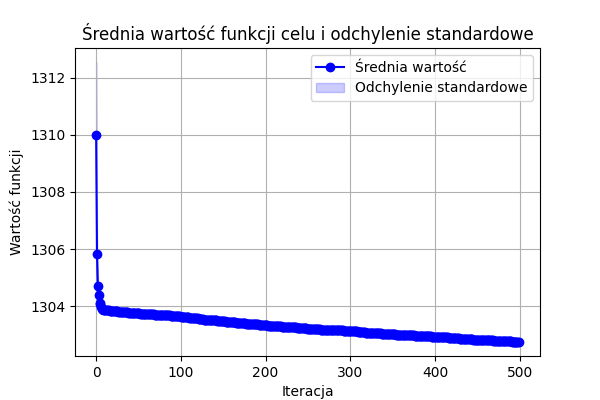 Średnia wartość funkcji celu i odchylenie standardowe
Średnia wartość
Odchylenie standardowe
Wartość funkcji
1312
1310
1308
1306
1304
0 100 200 300 400 500
Iteracja